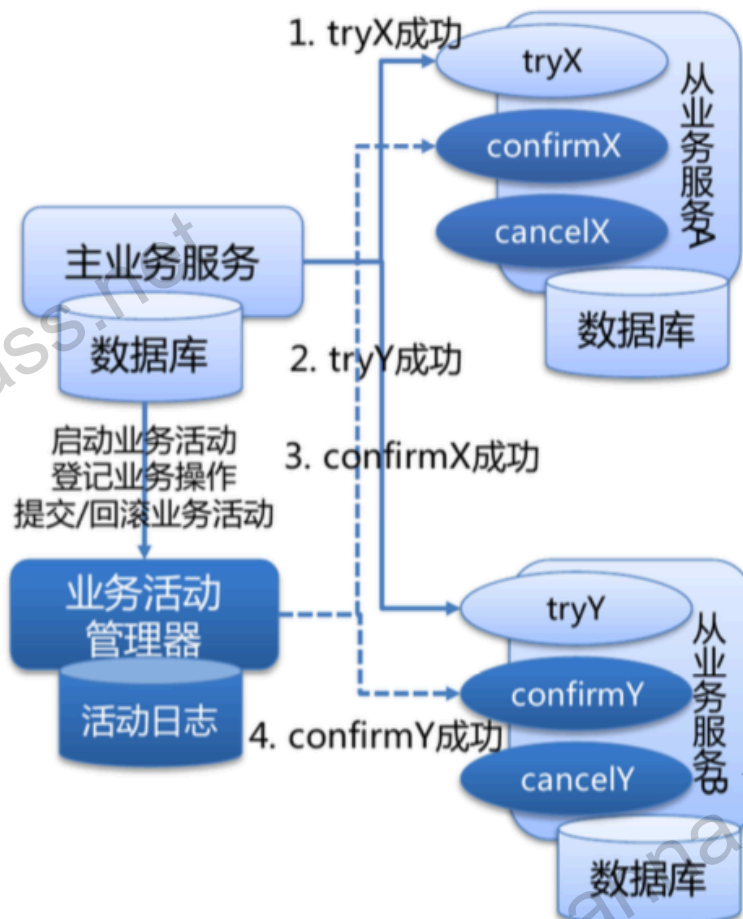 1. tryX成功
tryX
confirmX
cancelX
从业务服务A
数据库
主业务服务
数据库
2. tryY成功
启动业务活动
登记业务操作
提交/回滚业务活动
3. confirmX成功
业务活动
管理器
活动日志
4. confirmY成功
tryY
confirmY
cancelY
从业务服务B
数据库
ass.net